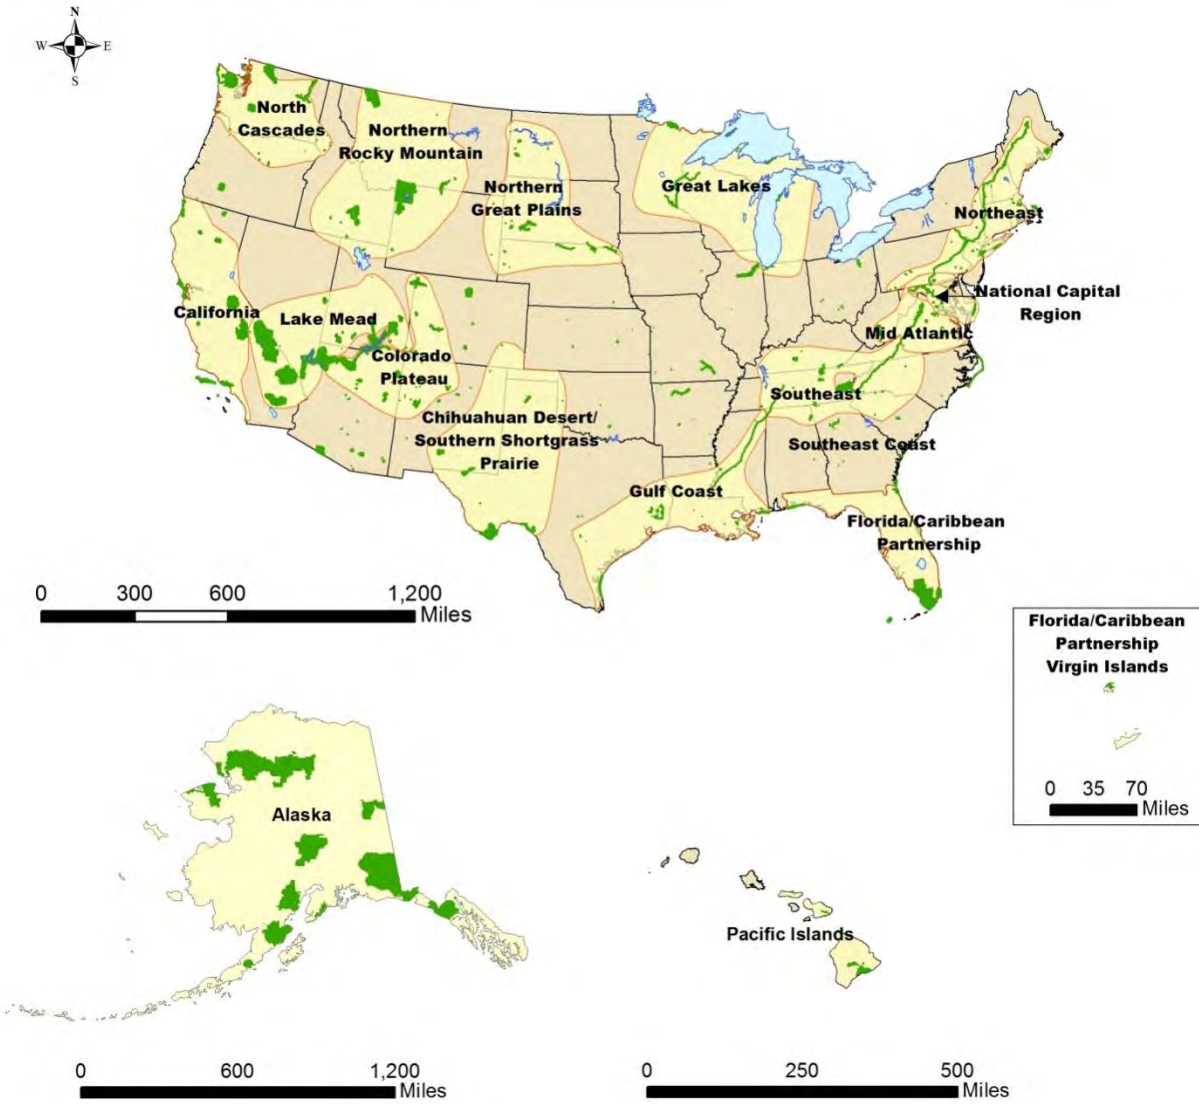 N
W E
S
North
Cascades
Northern
Rocky Mountain
Northern
Great Plains
Great Lakes
Northeast
National Capital
Region
California
Lake Mead
Mid Atlantic
Colorado
Plateau
Southeast
Chihuahuan Desert/
Southern Shortgrass
Prairie
Southeast Coast
Gulf Coast
Florida/Caribbean
Partnership
0 300 600 1,200
Miles
Florida/Caribbean
Partnership
Virgin Islands
0 35 70
Miles
Alaska
Pacific Islands
0 600 1,200
Miles
0 250 500
Miles